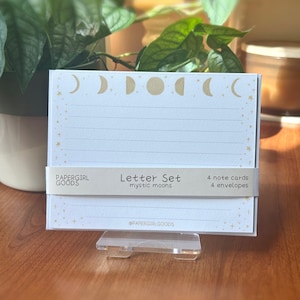 PAPERGIRL
GOODS
Letter Set
mystic moons
4 note cards
4 envelopes
@PAPERGIRLGOODS